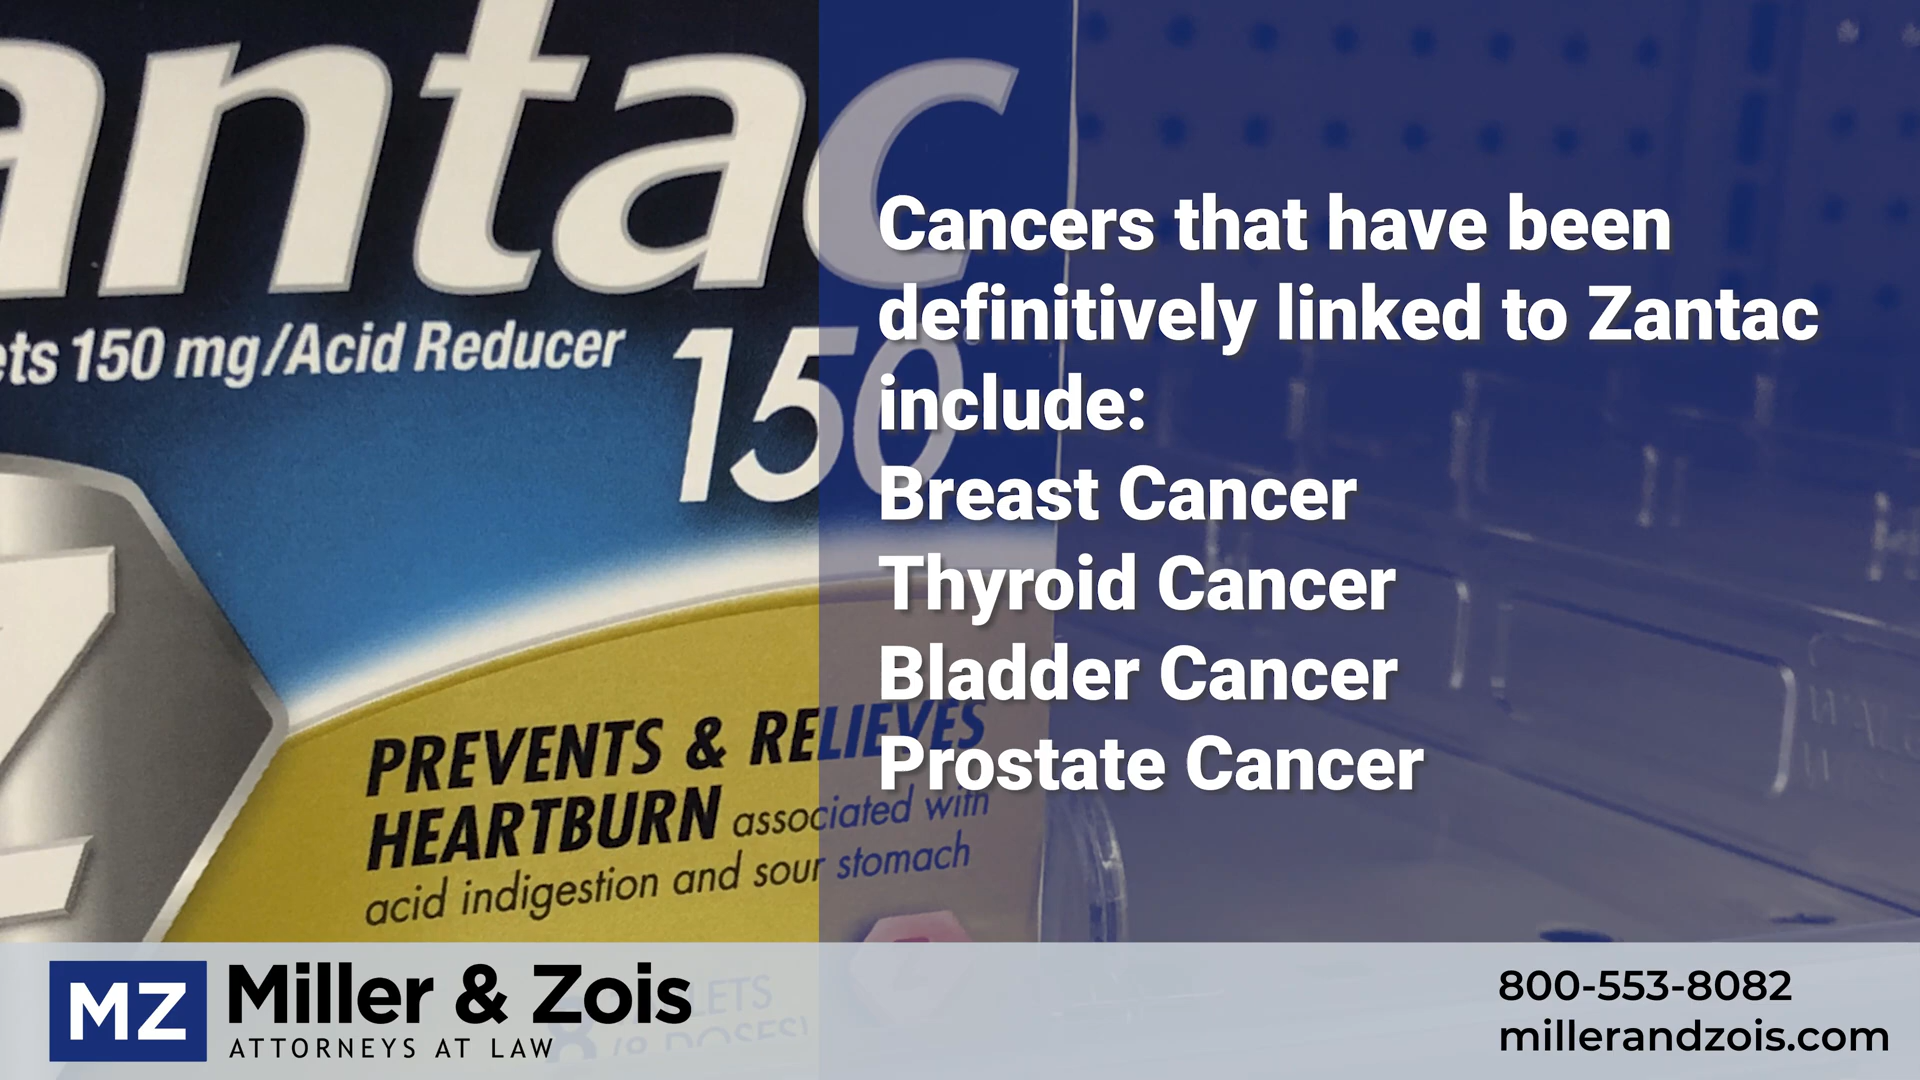 antac
ets 150 mg/Acid Reducer
150
Z
PREVENTS & RELIEVES
HEARTBURN associated with
acid indigestion and sour stomach
Cancers that have been
definitively linked to Zantac
include:
Breast Cancer
Thyroid Cancer
Bladder Cancer
Prostate Cancer
MZ Miller & Zois
ATTORNEYS AT LAW
800-553-8082
millerandzois.com